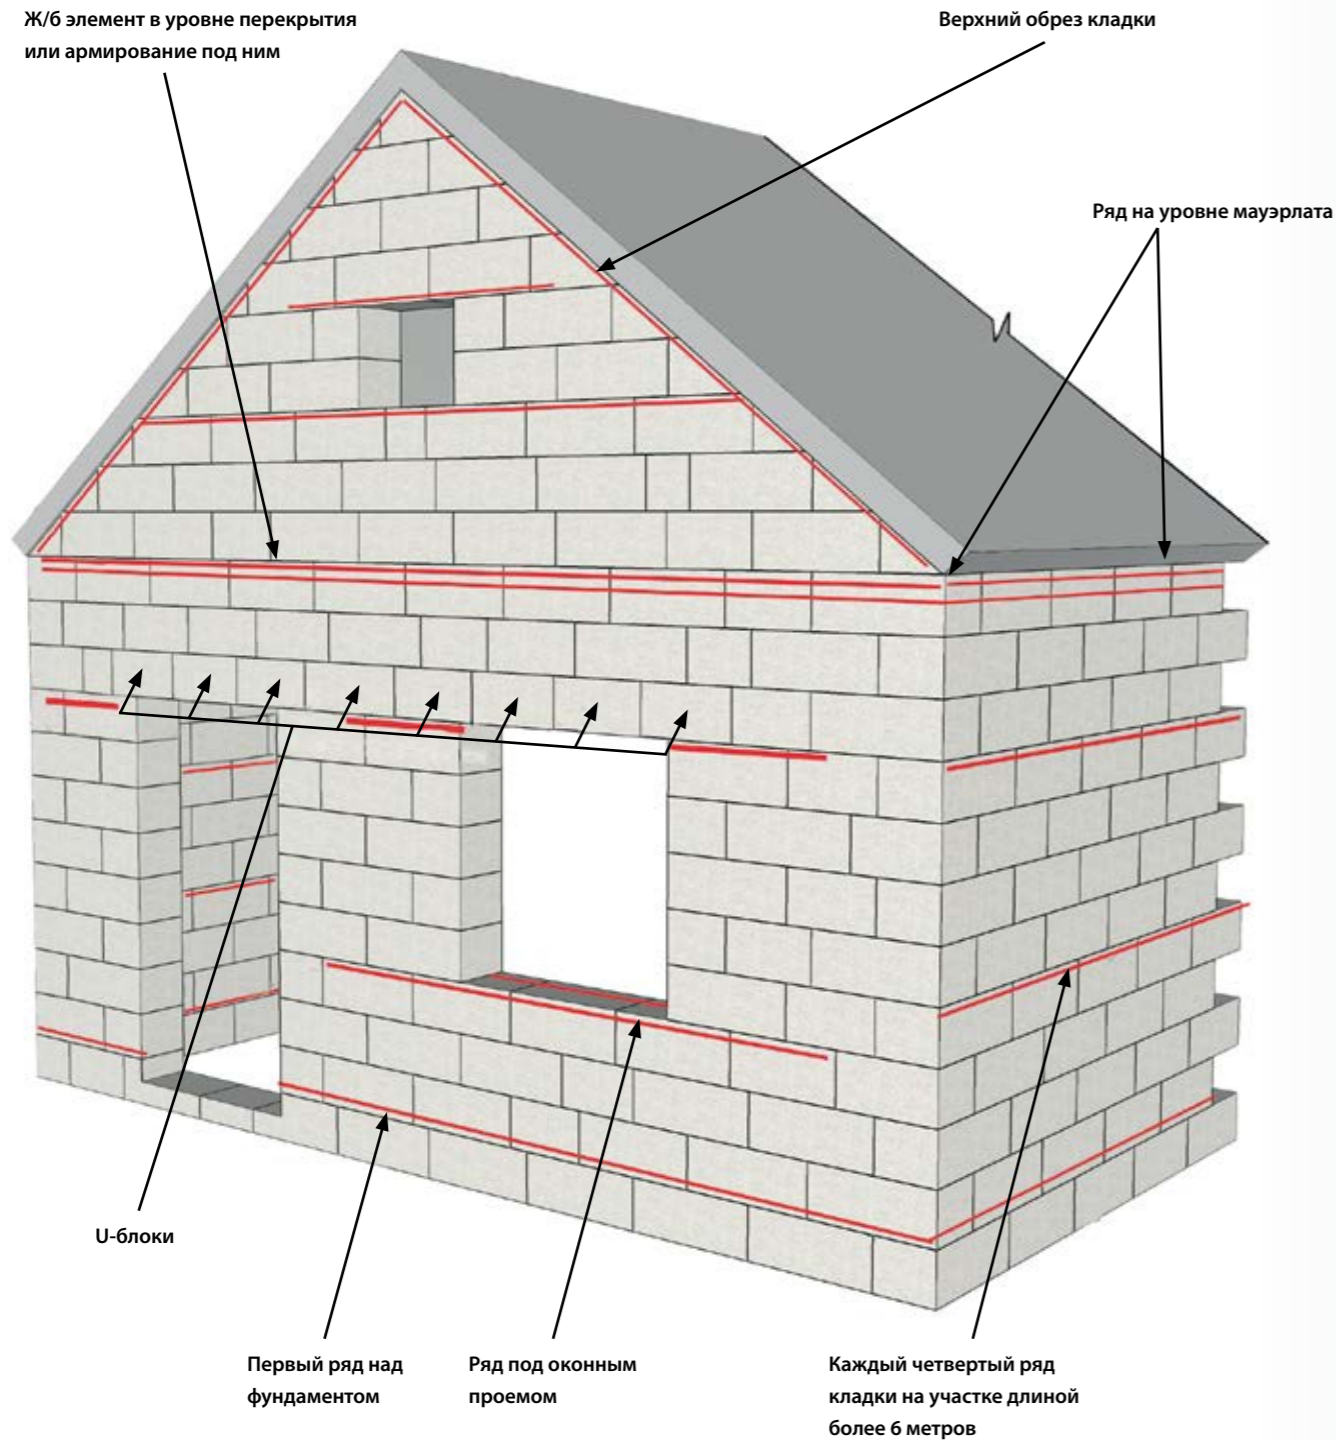 Ж/б элемент в уровне перекрытия
или армирование под ним
Верхний обрез кладки
Ряд на уровне мауэрлата
U-блоки
Первый ряд над
фундаментом
Ряд под оконным
проемом
Каждый четвертый ряд
кладки на участке длиной
более 6 метров